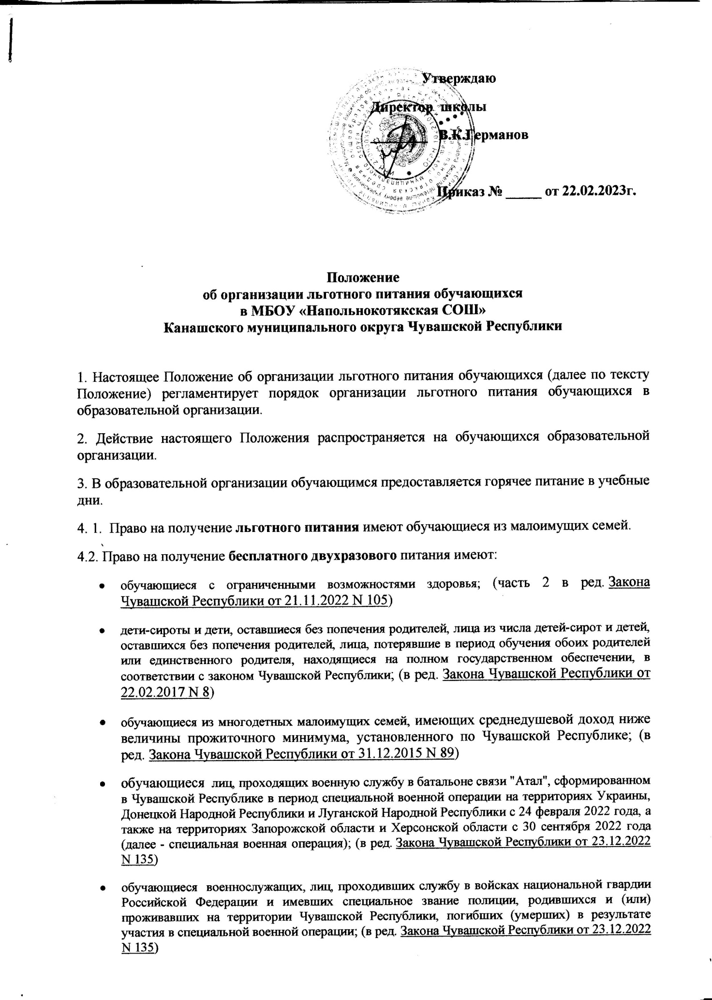 Утверждаю
Директор школы
В.К.Германов
Приказ № _____ от 22.02.2023г.
Положение
об организации льготного питания обучающихся
в МБОУ «Напольнокотякская СОШ»
Канашского муниципального округа Чувашской Республики
1. Настоящее Положение об организации льготного питания обучающихся (далее по тексту
Положение) регламентирует порядок организации льготного питания обучающихся в
образовательной организации.
2. Действие настоящего Положения распространяется на обучающихся образовательной
организации.
3. В образовательной организации обучающимся предоставляется горячее питание в учебные
дни.
4. 1. Право на получение льготного питания имеют обучающиеся из малоимущих семей.
4.2. Право на получение бесплатного двухразового питания имеют:
• обучающиеся с ограниченными возможностями здоровья; (часть 2 в ред. Закона
Чувашской Республики от 21.11.2022 N 105)
• дети-сироты и дети, оставшиеся без попечения родителей, лица из числа детей-сирот и детей,
оставшихся без попечения родителей, лица, потерявшие в период обучения обоих родителей
или единственного родителя, находящиеся на полном государственном обеспечении, в
соответствии с законом Чувашской Республики; (в ред. Закона Чувашской Республики от
22.02.2017 N 8)
• обучающиеся из многодетных малоимущих семей, имеющих среднедушевой доход ниже
величины прожиточного минимума, установленного по Чувашской Республике; (в
ред. Закона Чувашской Республики от 31.12.2015 N 89)
• обучающиеся лиц, проходящих военную службу в батальоне связи "Атал", сформированном
в Чувашской Республике в период специальной военной операции на территориях Украины,
Донецкой Народной Республики и Луганской Народной Республики с 24 февраля 2022 года, а
также на территориях Запорожской области и Херсонской области с 30 сентября 2022 года
(далее - специальная военная операция); (в ред. Закона Чувашской Республики от 23.12.2022
N 135)
• обучающиеся военнослужащих, лиц, проходивших службу в войсках национальной гвардии
Российской Федерации и имевших специальное звание полиции, родившихся и (или)
проживавших на территории Чувашской Республики, погибших (умерших) в результате
участия в специальной военной операции; (в ред. Закона Чувашской Республики от 23.12.2022
N 135)